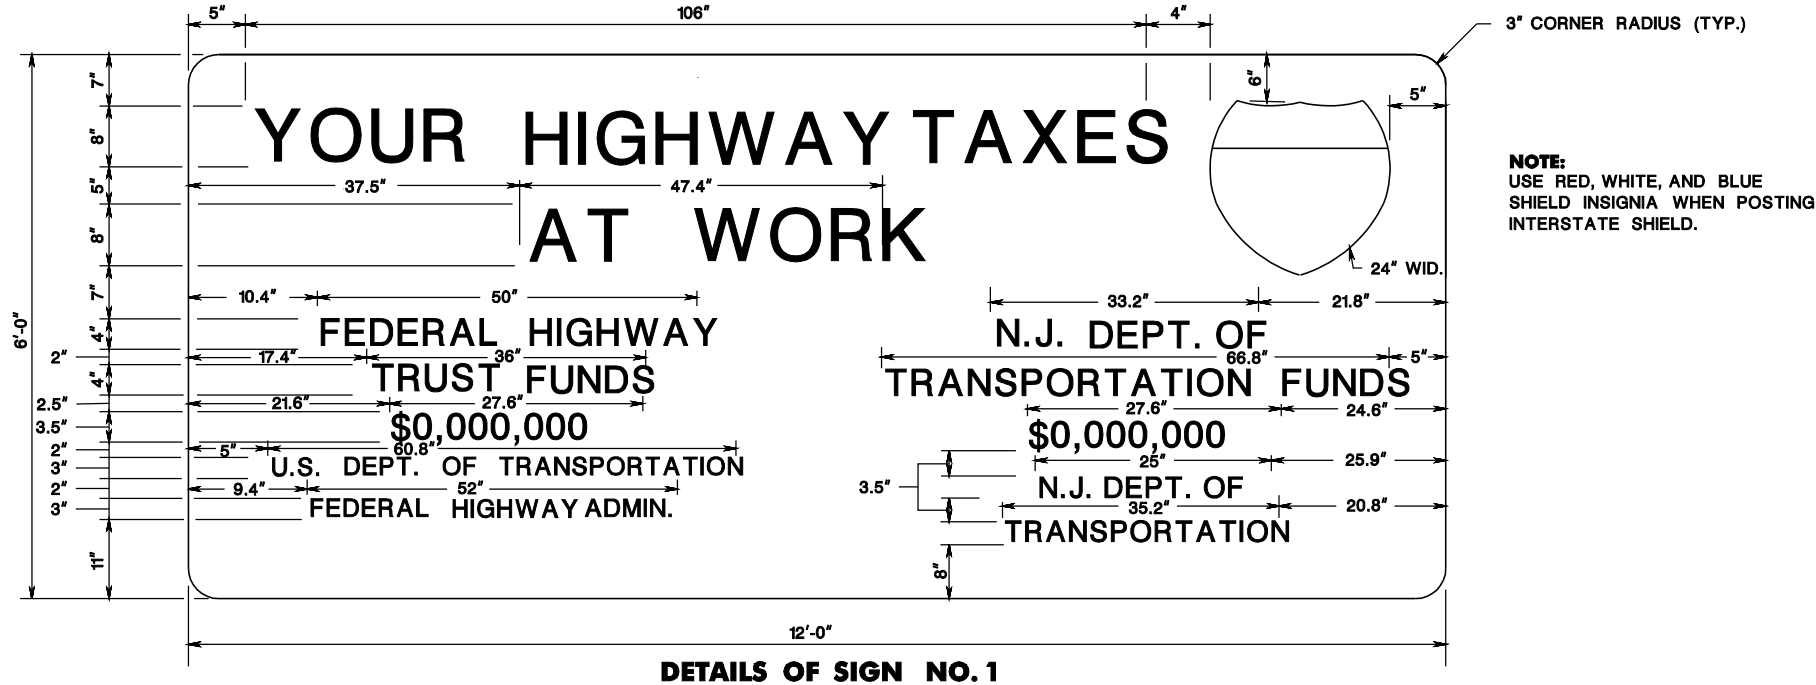 5" 106" 4"
3" CORNER RADIUS (TYP.)
7" 6" 5"
YOUR HIGHWAY TAXES
8"
NOTE:
USE RED, WHITE, AND BLUE
SHIELD INSIGNIA WHEN POSTING
INTERSTATE SHIELD.
5" 37.5" 47.4"
AT WORK
8"
24" WID.
7" 10.4" 50" 33.2" 21.8"
6'-0"
4" FEDERAL HIGHWAY N.J. DEPT. OF
2" 17.4" 36" 66.8" 5"
4" TRUST FUNDS TRANSPORTATION FUNDS
2.5" 21.6" 27.6" 27.6" 24.6"
3.5" $0,000,000 $0,000,000
2" 5" 60.8" 25" 25.9"
3" U.S. DEPT. OF TRANSPORTATION
2" 9.4" 52" 3.5" N.J. DEPT. OF
3" FEDERAL HIGHWAY ADMIN. 35.2" 20.8"
TRANSPORTATION
11" 8"
12'-0"
DETAILS OF SIGN NO. 1